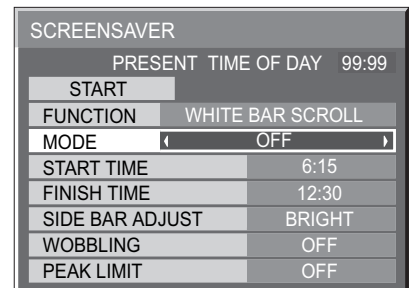 SCREENSAVER
PRESENT TIME OF DAY 99:99
START
FUNCTION WHITE BAR SCROLL
MODE OFF
START TIME 6:15
FINISH TIME 12:30
SIDE BAR ADJUST BRIGHT
WOBBLING OFF
PEAK LIMIT OFF